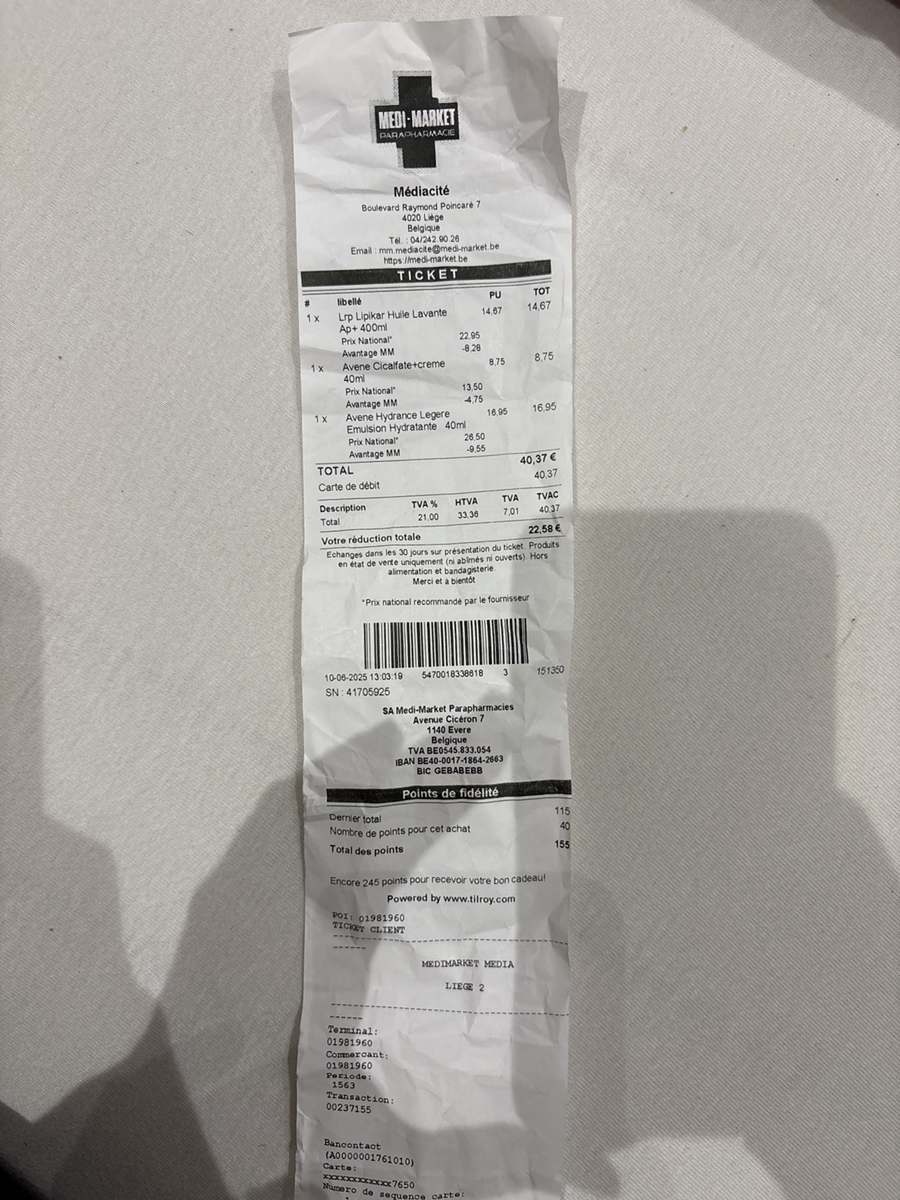 MEDI-MARKET
PARAPHARMACIE
Médiacité
Boulevard Raymond Poincaré 7
4020 Liège
Belgique
Tél. : 04/242.90.26
Email : mm.mediacite@medi-market.be
https://medi-market.be
TICKET
# libellé PU TOT
1 x Lrp Lipikar Huile Lavante 14,67 14,67
Ap+ 400ml
Prix National* 22,95
Avantage MM -8,28
1 x Avene Cicalfate+creme 8,75 8,75
40ml
Prix National* 13,50
Avantage MM -4,75
1 x Avene Hydrance Legere 16,95 16,95
Emulsion Hydratante 40ml
Prix National* 26,50
Avantage MM -9,55
TOTAL 40,37 €
Carte de débit 40,37
Description TVA % HTVA TVA TVAC
Total 21,00 33,36 7,01 40,37
Votre réduction totale 22,58 €
Echanges dans les 30 jours sur présentation du ticket. Produits
en état de vente uniquement (ni abîmés ni ouverts). Hors
alimentation et bandagisterie.
Merci et à bientôt
*Prix national recommandé par le fournisseur
10-06-2025 13:03:19 5470018338618 3 151350
SN : 41705925
SA Medi-Market Parapharmacies
Avenue Cicéron 7
1140 Evere
Belgique
TVA BE0545.833.054
IBAN BE40-0017-1864-2663
BIC GEBABEBB
Points de fidélité
Dernier total 115
Nombre de points pour cet achat 40
Total des points 155
Encore 245 points pour recevoir votre bon cadeau!
Powered by www.tilroy.com
POI: 01981960
TICKET CLIENT
MEDIMARKET MEDIA
LIEGE 2
Terminal:
01981960
Commercant:
01981960
Periode:
1563
Transaction:
00237155
Bancontact
(A0000001761010)
Carte:
xxxxxxxxxxxx7650
Numero de sequence carte: